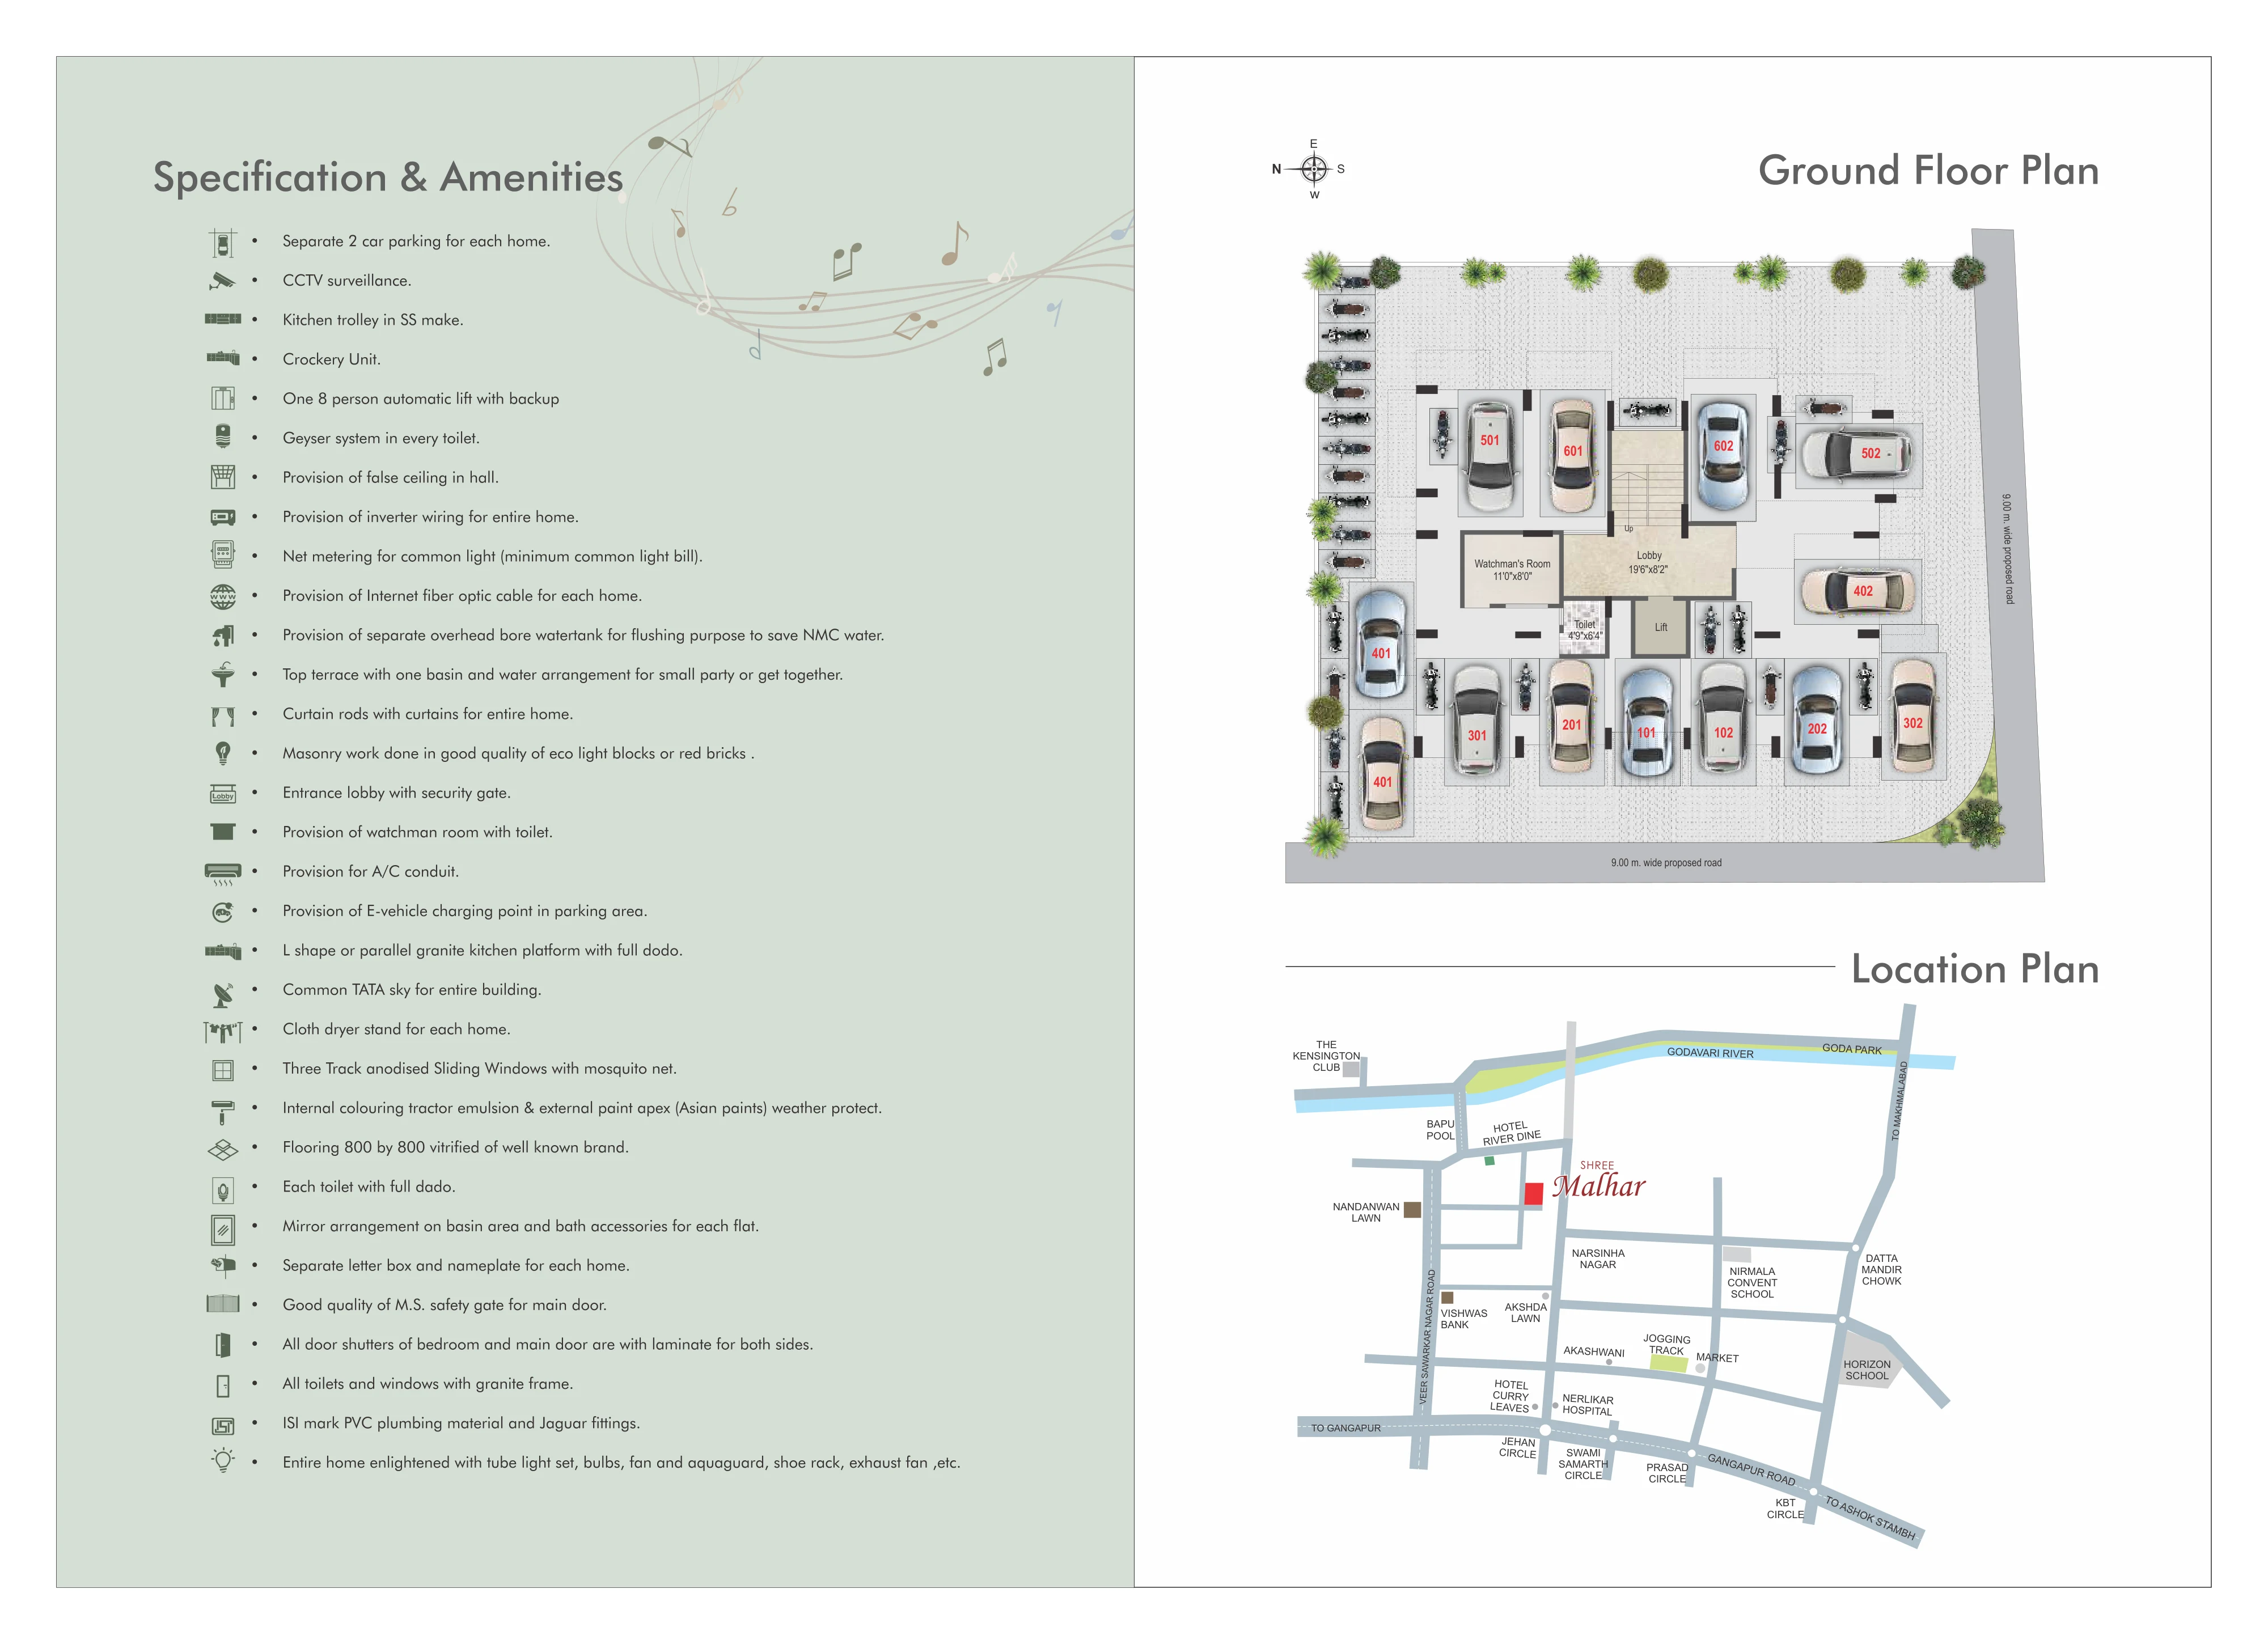 Specification & Amenities
• Separate 2 car parking for each home.
• CCTV surveillance.
• Kitchen trolley in SS make.
• Crockery Unit.
• One 8 person automatic lift with backup
• Geyser system in every toilet.
• Provision of false ceiling in hall.
• Provision of inverter wiring for entire home.
• Net metering for common light (minimum common light bill).
www
• Provision of Internet fiber optic cable for each home.
• Provision of separate overhead bore watertank for flushing purpose to save NMC water.
• Top terrace with one basin and water arrangement for small party or get together.
• Curtain rods with curtains for entire home.
• Masonry work done in good quality of eco light blocks or red bricks .
Lobby
• Entrance lobby with security gate.
• Provision of watchman room with toilet.
• Provision for A/C conduit.
• Provision of E-vehicle charging point in parking area.
• L shape or parallel granite kitchen platform with full dodo.
• Common TATA sky for entire building.
• Cloth dryer stand for each home.
• Three Track anodised Sliding Windows with mosquito net.
• Internal colouring tractor emulsion & external paint apex (Asian paints) weather protect.
• Flooring 800 by 800 vitrified of well known brand.
• Each toilet with full dado.
• Mirror arrangement on basin area and bath accessories for each flat.
• Separate letter box and nameplate for each home.
• Good quality of M.S. safety gate for main door.
• All door shutters of bedroom and main door are with laminate for both sides.
• All toilets and windows with granite frame.
• ISI mark PVC plumbing material and Jaguar fittings.
• Entire home enlightened with tube light set, bulbs, fan and aquaguard, shoe rack, exhaust fan ,etc.
E
N
S
W
Ground Floor Plan
501
601
602
502
Up
Lobby
19'6"x8'2"
Watchman's Room
11'0"x8'0"
402
Toilet
4'9"x6'4"
Lift
401
301
201
101
102
202
302
401
9.00 m. wide proposed road
9.00 m. wide proposed road
Location Plan
THE
KENSINGTON
CLUB
GODAVARI RIVER
GODA PARK
TO MAKHMALABAD
BAPU
POOL
HOTEL
RIVER DINE
SHREE
Malhar
NANDANWAN
LAWN
NARSINHA
NAGAR
NIRMALA
CONVENT
SCHOOL
DATTA
MANDIR
CHOWK
VEER SAWARKAR NAGAR ROAD
VISHWAS
BANK
AKSHDA
LAWN
AKASHWANI
JOGGING
TRACK
MARKET
HORIZON
SCHOOL
HOTEL
CURRY
LEAVES
NERLIKAR
HOSPITAL
TO GANGAPUR
JEHAN
CIRCLE
SWAMI
SAMARTH
CIRCLE
PRASAD
CIRCLE
GANGAPUR ROAD
KBT
CIRCLE
TO ASHOK STAMBH